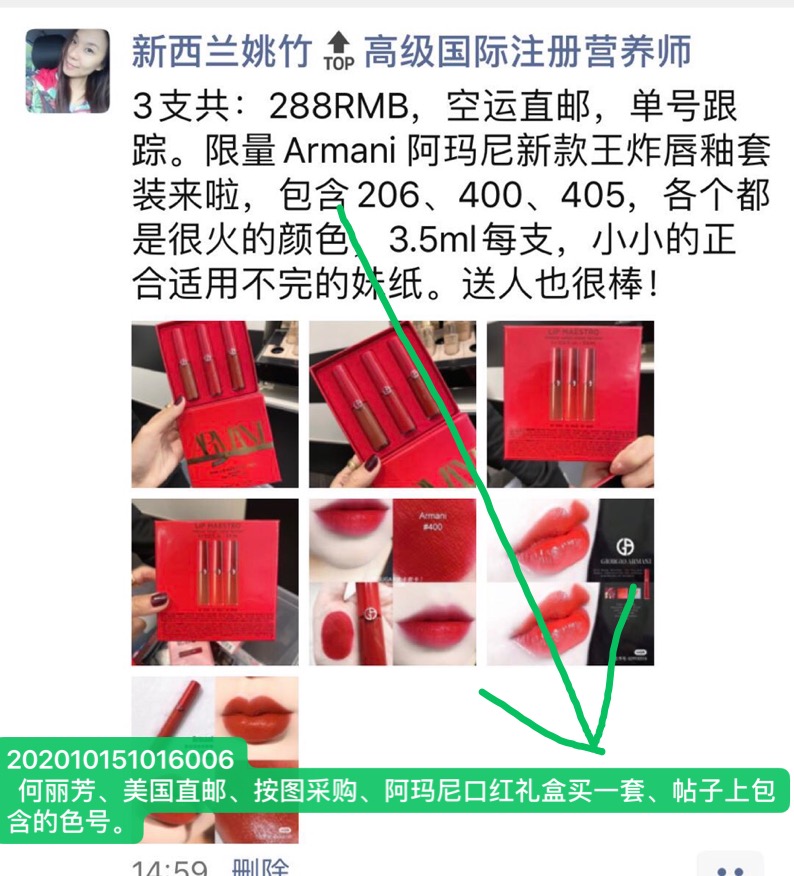 新西兰姚竹 TOP 高级国际注册营养师
3支共：288RMB，空运直邮，单号跟
踪。限量Armani 阿玛尼新款王炸唇釉套
装来啦，包含206、400、405，各个都
是很火的颜色，3.5ml每支，小小的正
合适用不完的妹纸。送人也很棒！
LIP MAESTRO
ARMANI
LIP MAESTRO
Armani
#400
GIORGIO ARMANI
202010151016006
何丽芳、美国直邮、按图采购、阿玛尼口红礼盒买一套、帖子上包
含的色号。
14:59 删除